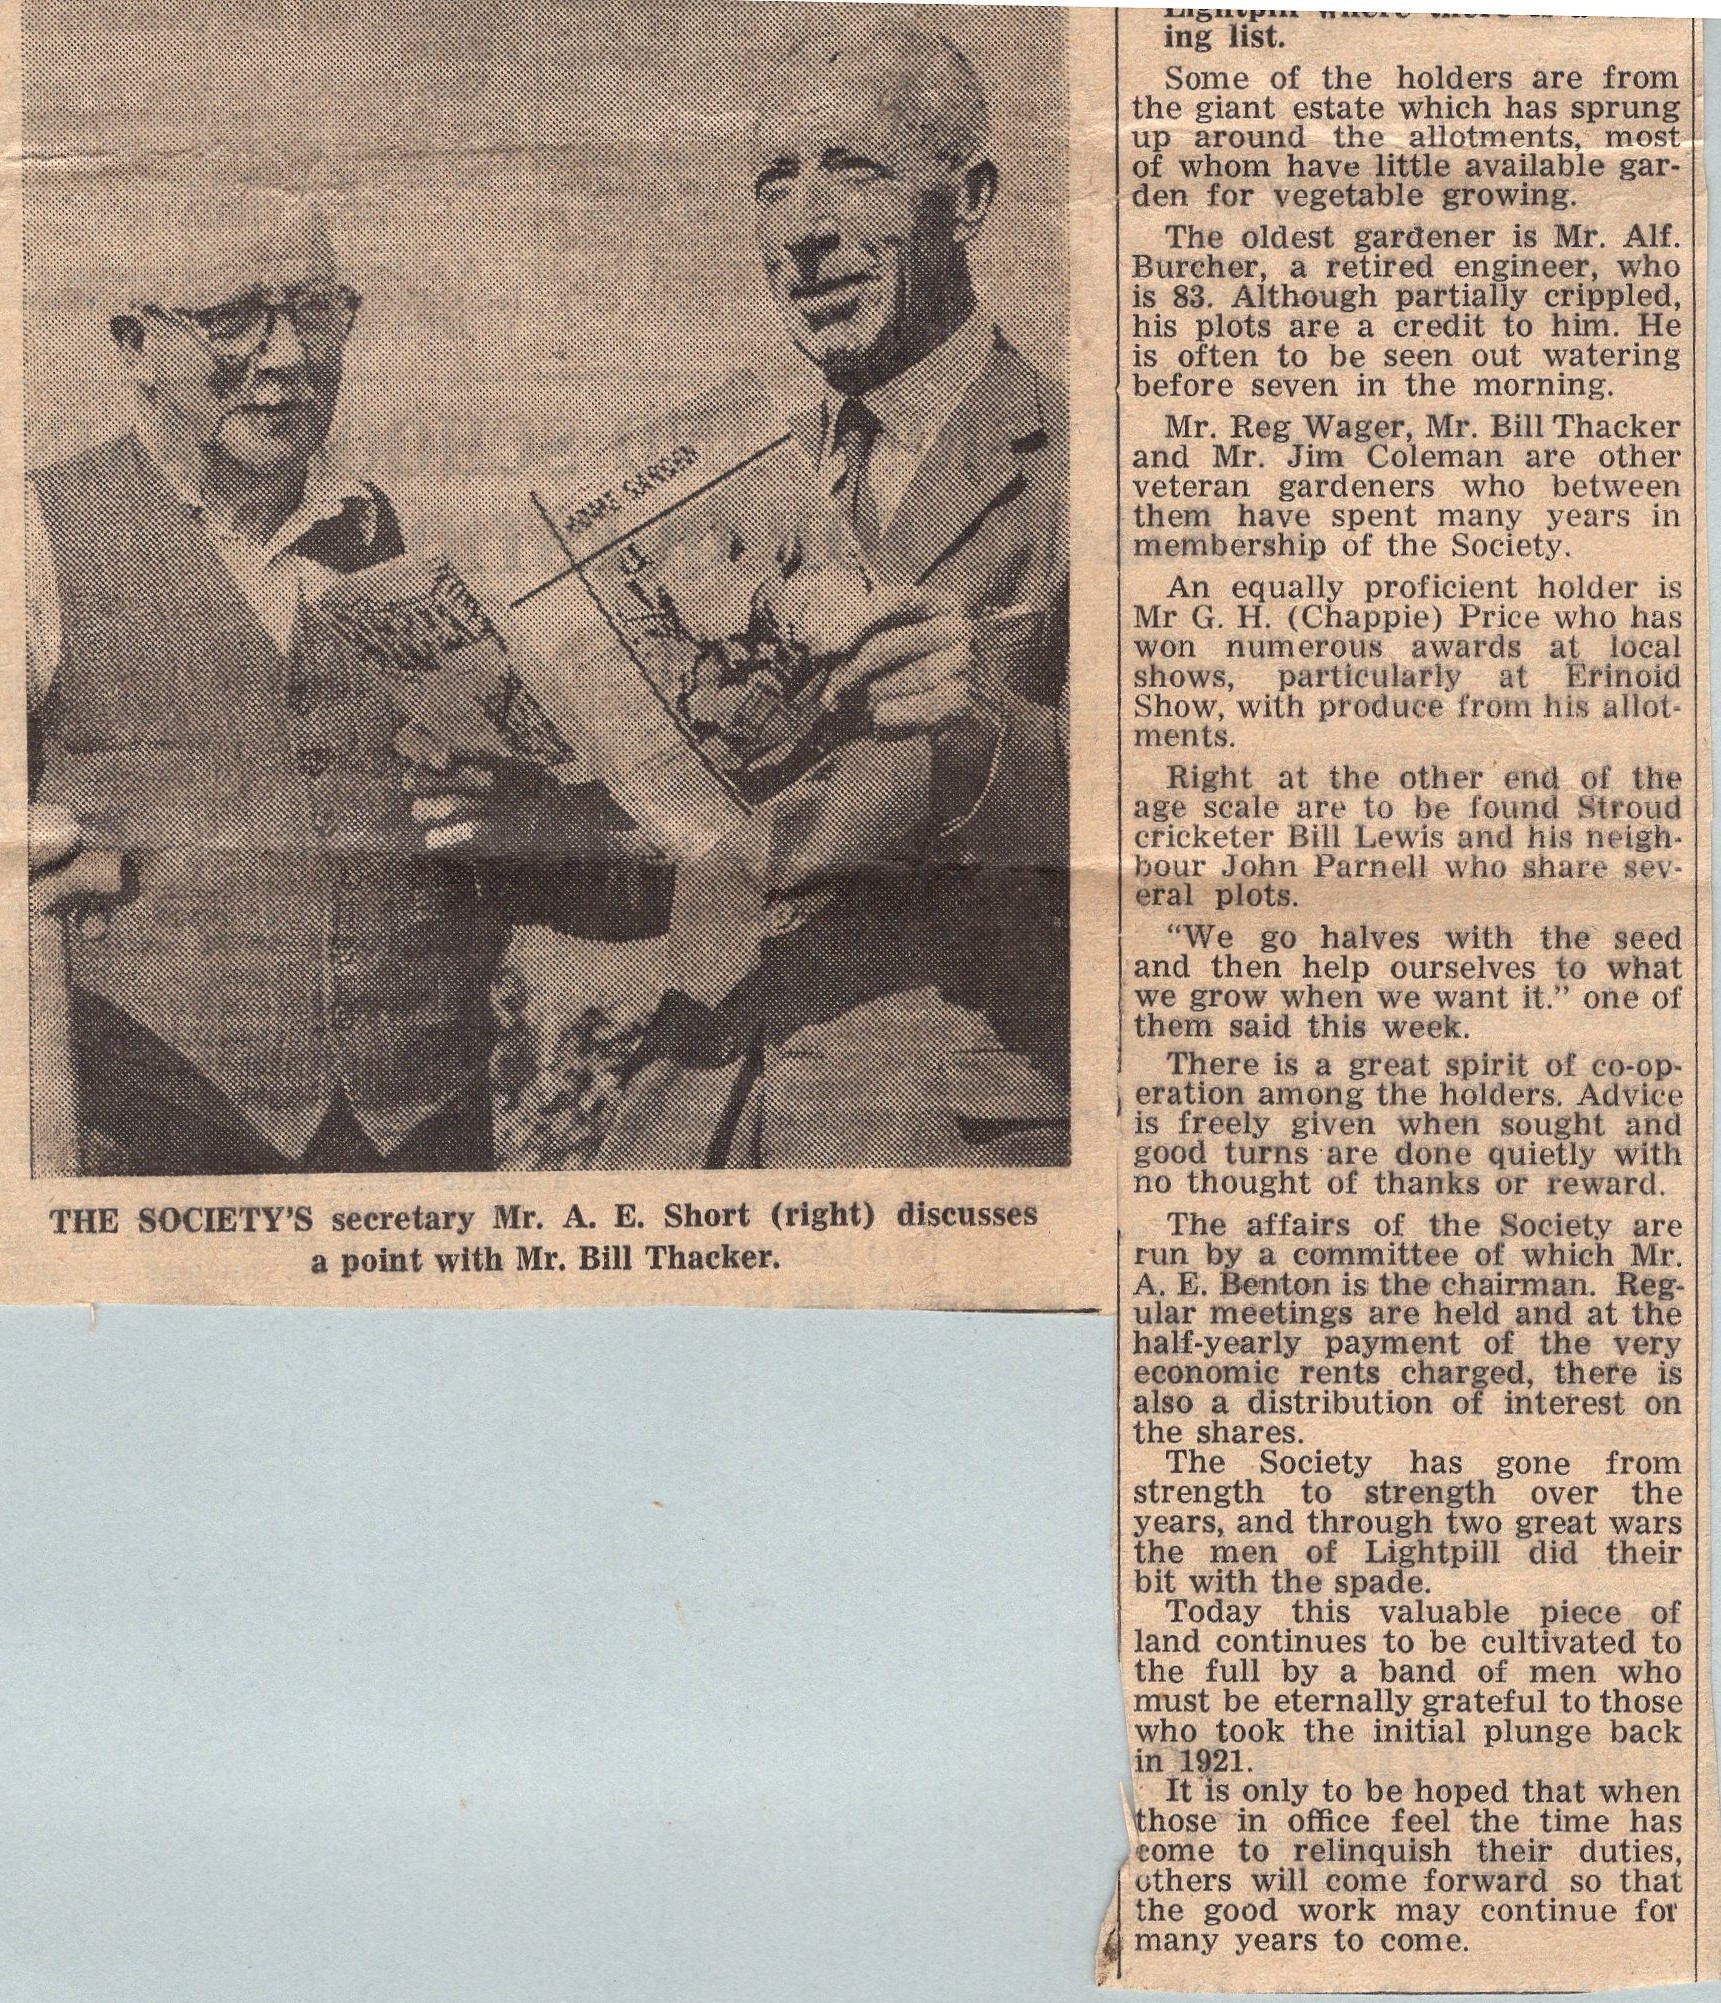 HOME GARDEN
THE SOCIETY'S secretary Mr. A. E. Short (right) discusses
a point with Mr. Bill Thacker.
Lightpill where there is a
ing list.
Some of the holders are from
the giant estate which has sprung
up around the allotments, most
of whom have little available gar-
den for vegetable growing.
The oldest gardener is Mr. Alf.
Burcher, a retired engineer, who
is 83. Although partially crippled,
his plots are a credit to him. He
is often to be seen out watering
before seven in the morning.
Mr. Reg Wager, Mr. Bill Thacker
and Mr. Jim Coleman are other
veteran gardeners who between
them have spent many years in
membership of the Society.
An equally proficient holder is
Mr G. H. (Chappie) Price who has
won numerous awards at local
shows, particularly at Erinoid
Show, with produce from his allot-
ments.
Right at the other end of the
age scale are to be found Stroud
cricketer Bill Lewis and his neigh-
bour John Parnell who share sev-
eral plots.
"We go halves with the seed
and then help ourselves to what
we grow when we want it." one of
them said this week.
There is a great spirit of co-op-
eration among the holders. Advice
is freely given when sought and
good turns are done quietly with
no thought of thanks or reward.
The affairs of the Society are
run by a committee of which Mr.
A. E. Benton is the chairman. Reg-
ular meetings are held and at the
half-yearly payment of the very
economic rents charged, there is
also a distribution of interest on
the shares.
The Society has gone from
strength to strength over the
years, and through two great wars
the men of Lightpill did their
bit with the spade.
Today this valuable piece of
land continues to be cultivated to
the full by a band of men who
must be eternally grateful to those
who took the initial plunge back
in 1921.
It is only to be hoped that when
those in office feel the time has
come to relinquish their duties,
others will come forward so that
the good work may continue for
many years to come.